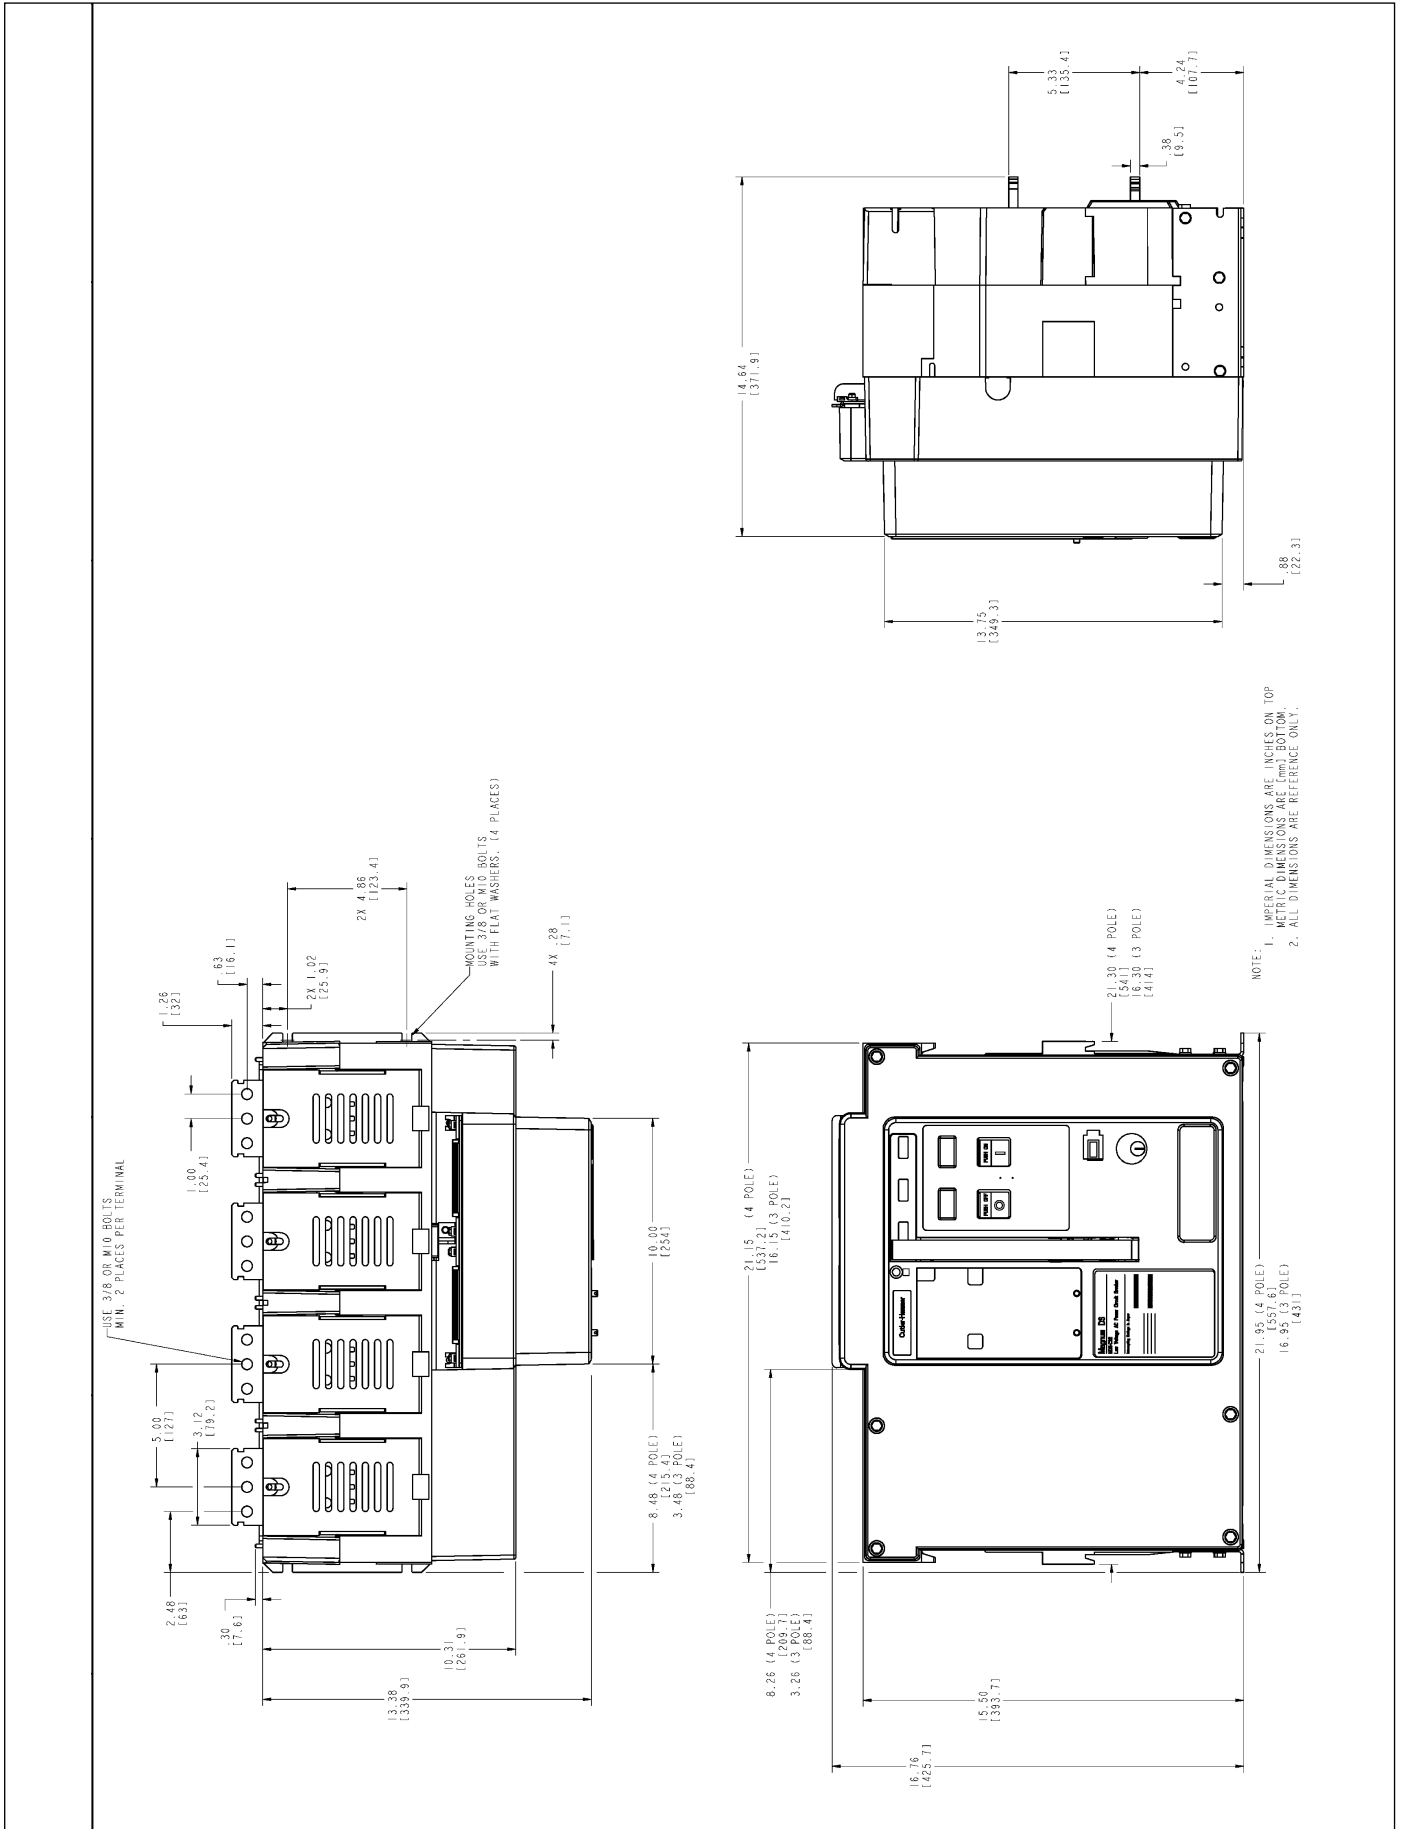 USE 3/8 OR M10 BOLTS
MIN. 2 PLACES PER TERMINAL
5.00
[127]
3.12
[79.2]
2.48
[63]
.30
[7.6]
1.00
[25.4]
1.26
[32]
.63
[16.1]
2X 1.02
[25.9]
2X 4.86
[123.4]
MOUNTING HOLES
USE 3/8 OR M10 BOLTS
WITH FLAT WASHERS. (4 PLACES)
4X .28
[7.1]
10.00
[254]
8.48 (4 POLE)
[215.4]
3.48 (3 POLE)
[88.4]
10.31
[261.9]
13.38
[339.9]
14.64
[371.9]
5.33
[135.4]
4.24
[107.7]
.38
[9.5]
13.75
[349.3]
.88
[22.3]
21.15 (4 POLE)
[537.2]
16.15 (3 POLE)
[410.2]
8.26 (4 POLE)
[209.7]
3.26 (3 POLE)
[88.4]
15.50
[393.7]
16.76
[425.7]
21.30 (4 POLE)
[541]
16.30 (3 POLE)
[414]
21.95 (4 POLE)
[557.6]
16.95 (3 POLE)
[431]
Cutler-Hammer
PUSH OFF
PUSH ON
Magnum DS
Low Voltage AC Power Circuit Breaker
NOTE:
1. IMPERIAL DIMENSIONS ARE INCHES ON TOP
METRIC DIMENSIONS ARE [mm] BOTTOM.
2. ALL DIMENSIONS ARE REFERENCE ONLY.